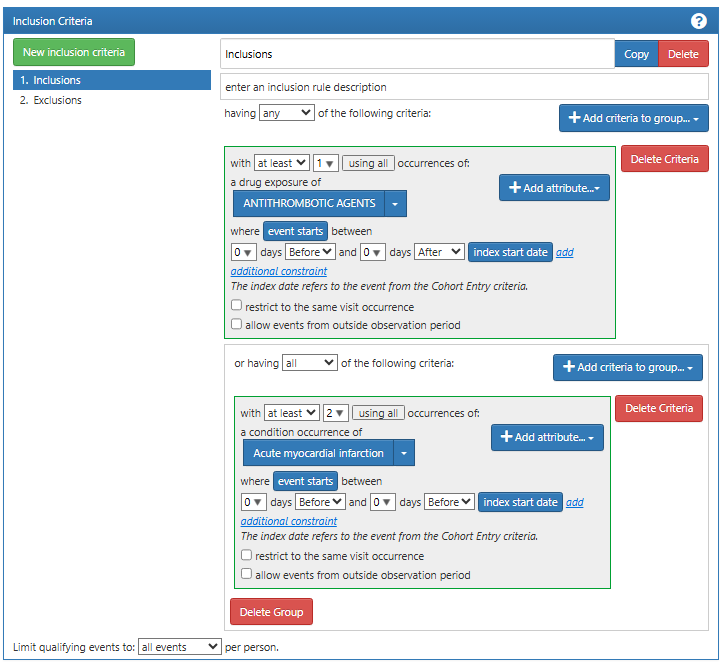 Inclusion Criteria ?
New inclusion criteria
1. Inclusions
2. Exclusions
Inclusions Copy Delete
enter an inclusion rule description
having any of the following criteria: Add criteria to group...
with at least 1 using all occurrences of: Delete Criteria
a drug exposure of Add attribute...
ANTITHROMBOTIC AGENTS
where event starts between
0 days Before and 0 days After index start date add
additional constraint
The index date refers to the event from the Cohort Entry criteria.
restrict to the same visit occurrence
allow events from outside observation period
or having all of the following criteria: Add criteria to group...
with at least 2 using all occurrences of: Delete Criteria
a condition occurrence of Add attribute...
Acute myocardial infarction
where event starts between
0 days Before and 0 days Before index start date add
additional constraint
The index date refers to the event from the Cohort Entry criteria.
restrict to the same visit occurrence
allow events from outside observation period
Delete Group
Limit qualifying events to: all events per person.